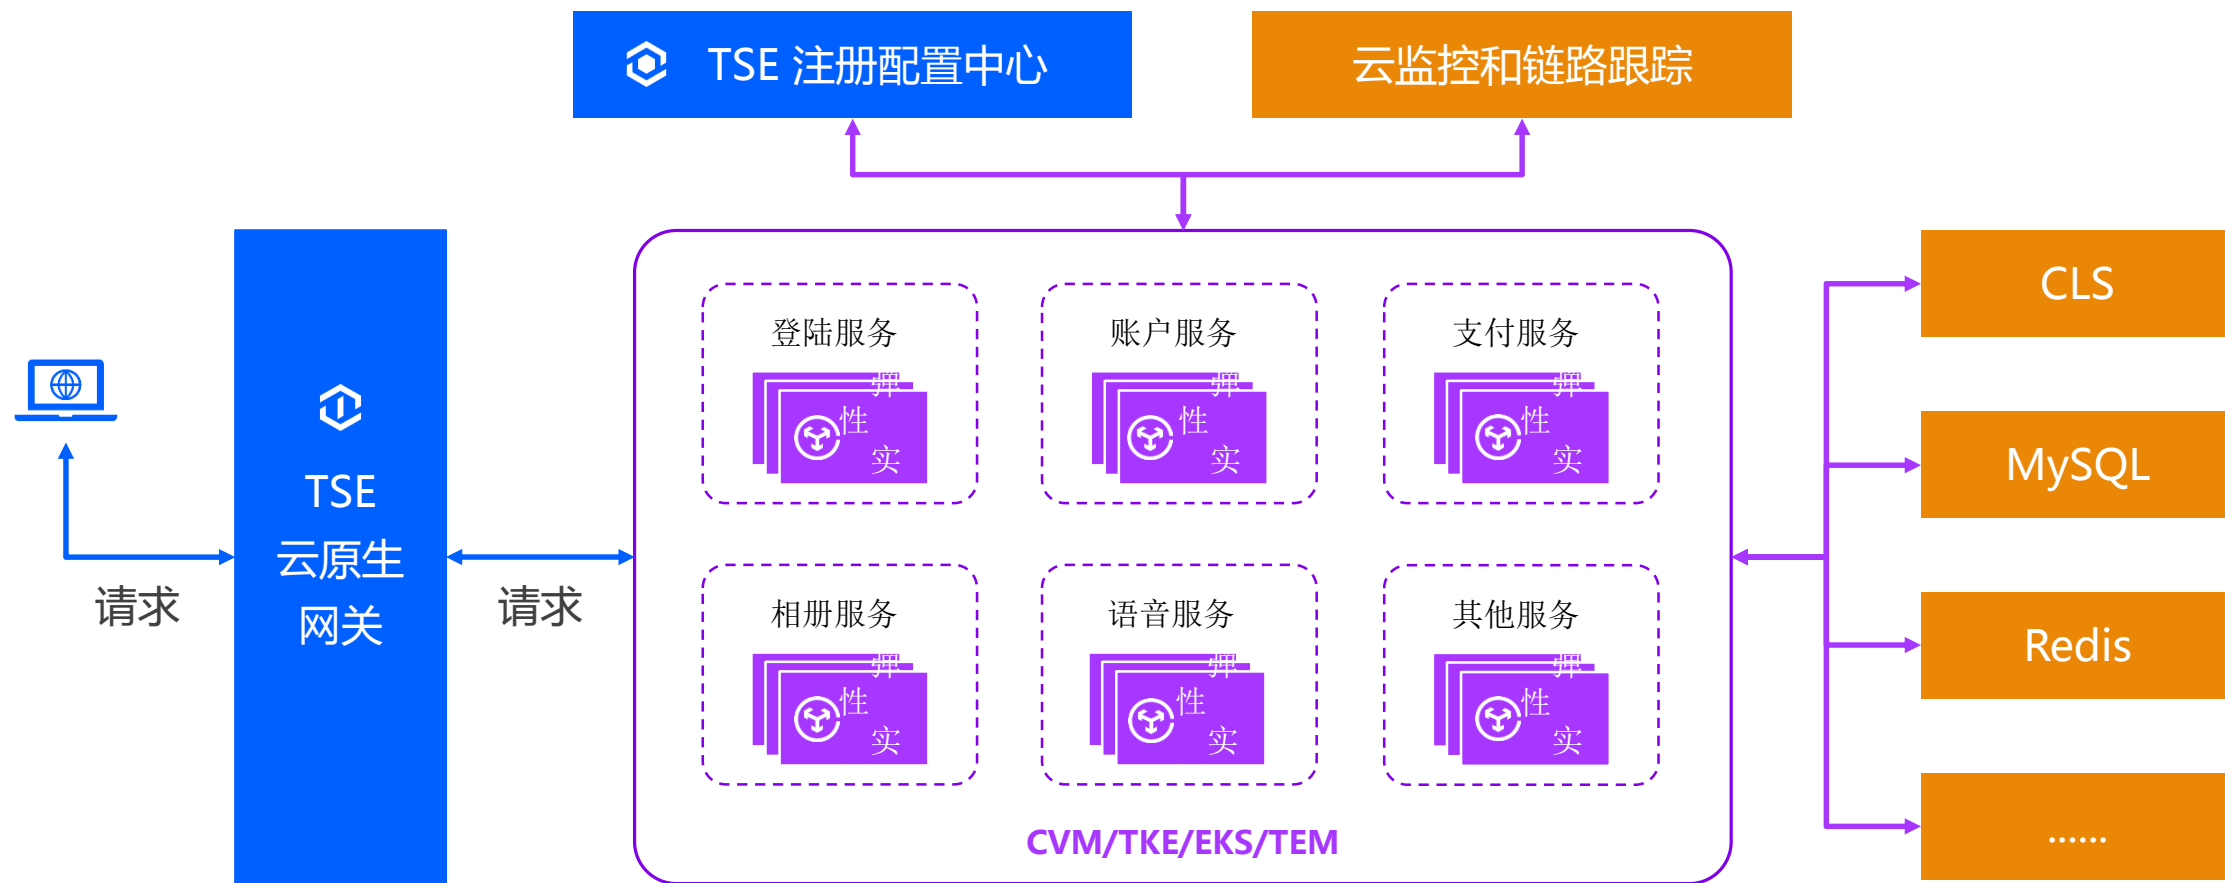 TSE 注册配置中心
云监控和链路跟踪
TSE
云原生
网关
请求
请求
登陆服务
弹
性
实
账户服务
弹
性
实
支付服务
弹
性
实
相册服务
弹
性
实
语音服务
弹
性
实
其他服务
弹
性
实
CVM/TKE/EKS/TEM
CLS
MySQL
Redis
......